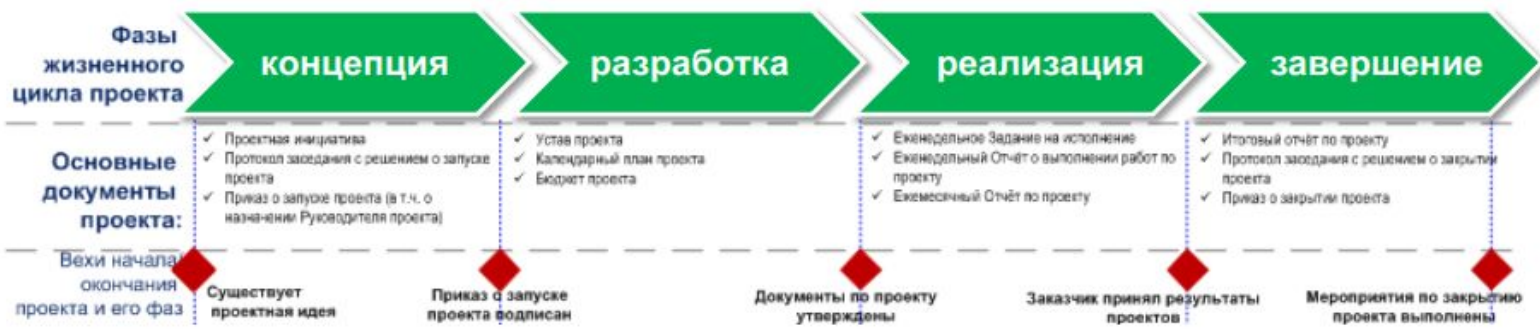 Фазы
жизненного
цикла проекта
концепция
разработка
реализация
завершение
Основные
документы
проекта:
✓ Проектная инициатива
✓ Протокол заседания с решением о запуске
проекта
✓ Приказ о запуске проекта (в т.ч. о
назначении Руководителя проекта)
✓ Устав проекта
✓ Календарный план проекта
✓ Бюджет проекта
✓ Еженедельное Задание на исполнение
✓ Еженедельный Отчёт о выполнении работ по
проекту
✓ Ежемесячный Отчёт по проекту
✓ Итоговый отчёт по проекту
✓ Протокол заседания с решением о закрытии
проекта
✓ Приказ о закрытии проекта
Вехи начала/
окончания
проекта и его фаз
Существует
проектная идея
Приказ о запуске
проекта подписан
Документы по проекту
утверждены
Заказчик принял результаты
проектов
Мероприятия по закрытию
проекта выполнены